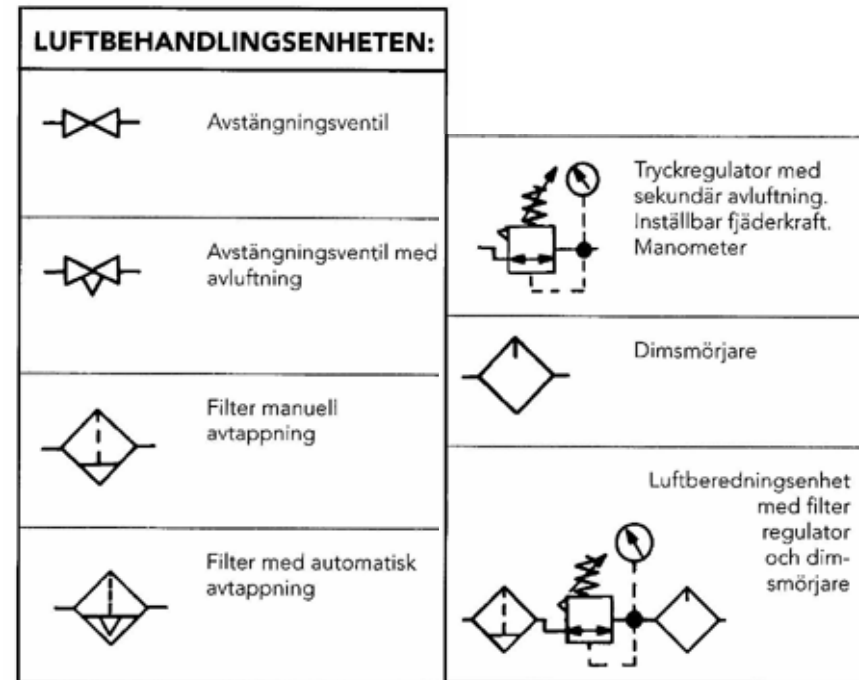 LUFTBEHANDLINGSENHETEN:
Avstängningsventil
Avstängningsventil med
avluftning
Filter manuell
avtappning
Filter med automatisk
avtappning
Tryckregulator med
sekundär avluftning.
Inställbar fjäderkraft.
Manometer
Dimsmörjare
Luftberedningsenhet
med filter
regulator
och dim-
smörjare